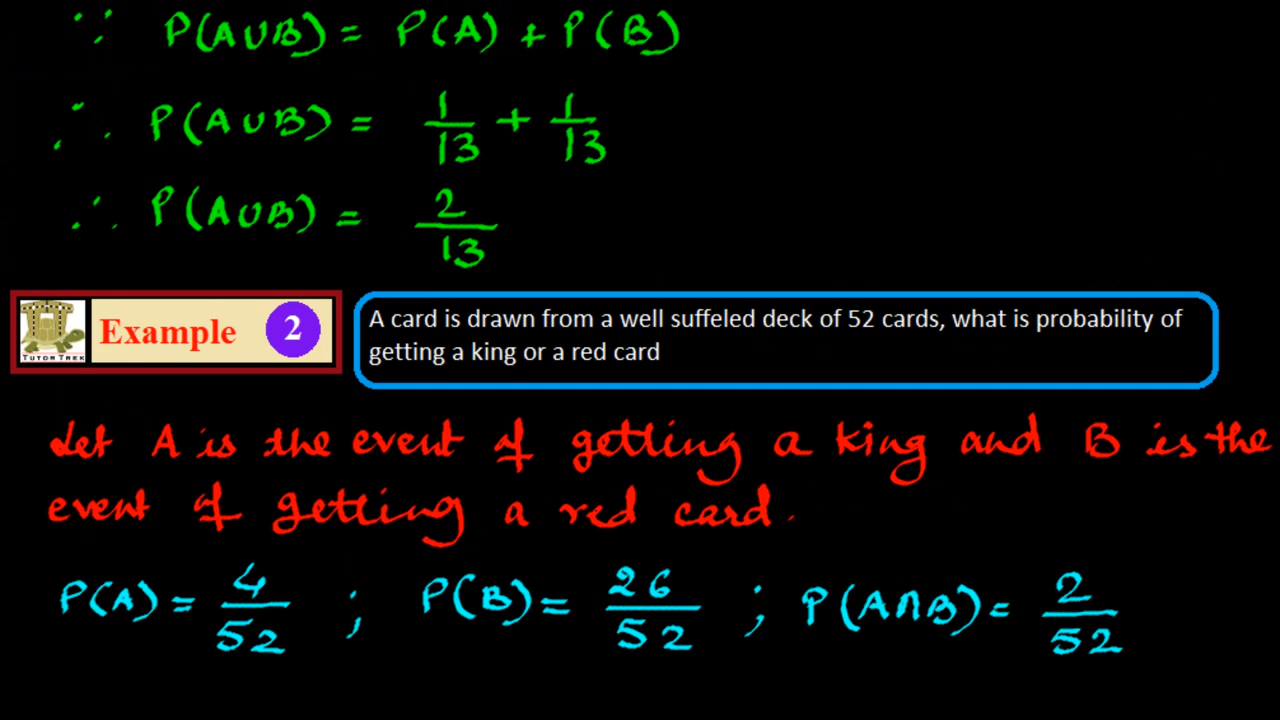 ∵ P(A∪B) = P(A) + P(B)
∴ P(A∪B) = 1/13 + 1/13
∴ P(A∪B) = 2/13
TUTOR TREK
Example 2
A card is drawn from a well suffeled deck of 52 cards, what is probability of
getting a king or a red card
Let A is the event of getting a king and B is the
event of getting a red card.
P(A) = 4/52 ; P(B) = 26/52 ; P(A∩B) = 2/52